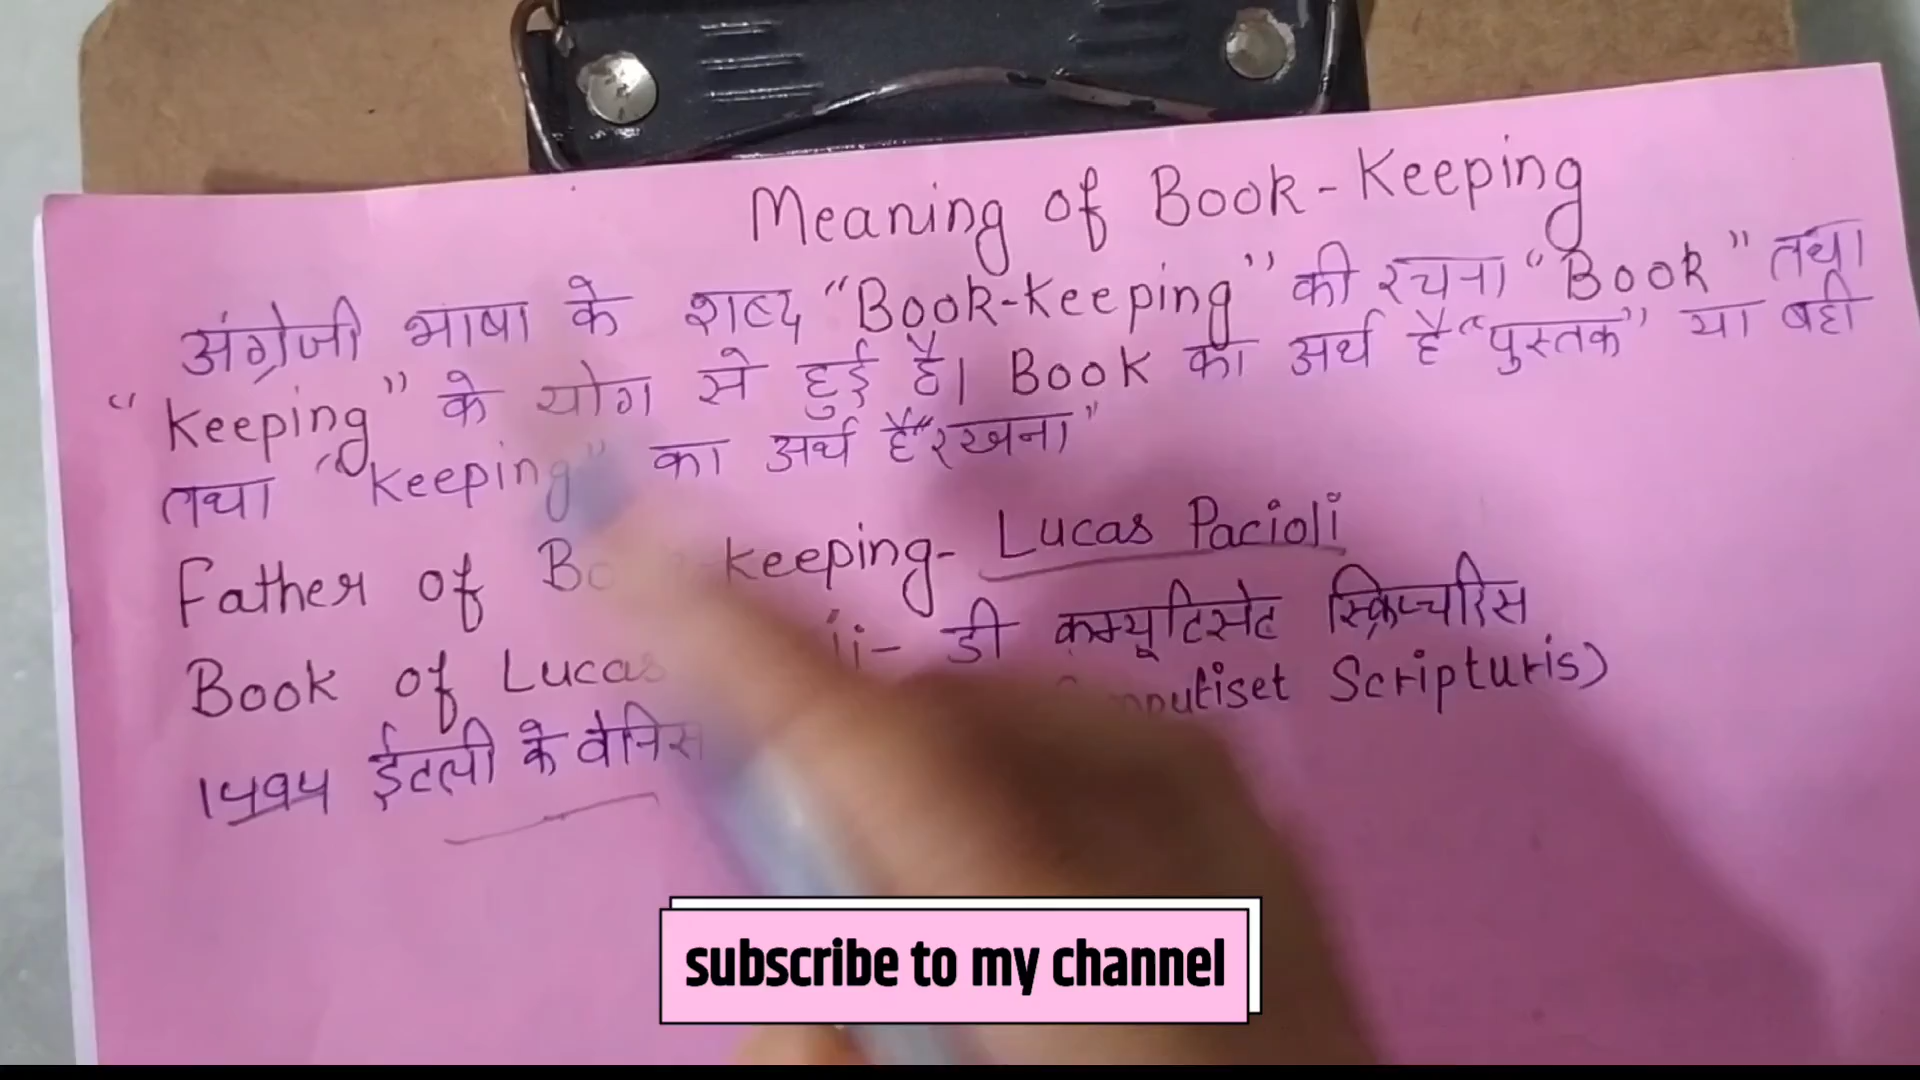 Meaning of Book-Keeping
अंग्रेजी भाषा के शब्द "Book-Keeping" की रचना "Book" तथा
"Keeping" के योग से हुई है। Book का अर्थ है "पुस्तक" या बही
तथा "Keeping" का अर्थ है "रखना"
Father of keeping- Lucas Pacioli
Book of Lucas डी कम्यूटिसेट स्क्रिप्चरिस
Scripturis)
1494 ईटली के वेनिस
subscribe to my channel